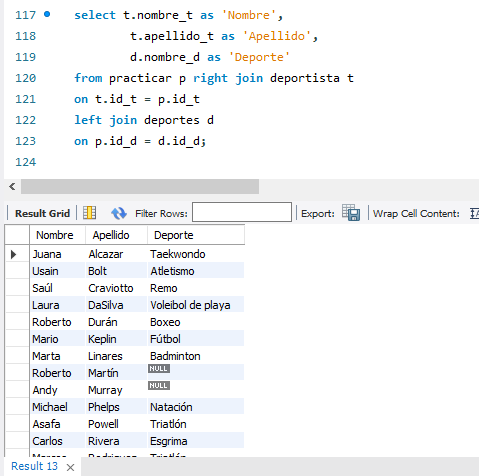 117 select t.nombre_t as 'Nombre',
118 t.apellido_t as 'Apellido',
119 d.nombre_d as 'Deporte'
120 from practicar p right join deportista t
121 on t.id_t = p.id_t
122 left join deportes d
123 on p.id_d = d.id_d;
124
Result Grid Filter Rows: Export: Wrap Cell Content:
Nombre Apellido Deporte
Juana Alcazar Taekwondo
Usain Bolt Atletismo
Saúl Craviotto Remo
Laura DaSilva Voleibol de playa
Roberto Durán Boxeo
Mario Keplin Fútbol
Marta Linares Badminton
Roberto Martín NULL
Andy Murray NULL
Michael Phelps Natación
Asafa Powell Triatlón
Carlos Rivera Esgrima
Result 13